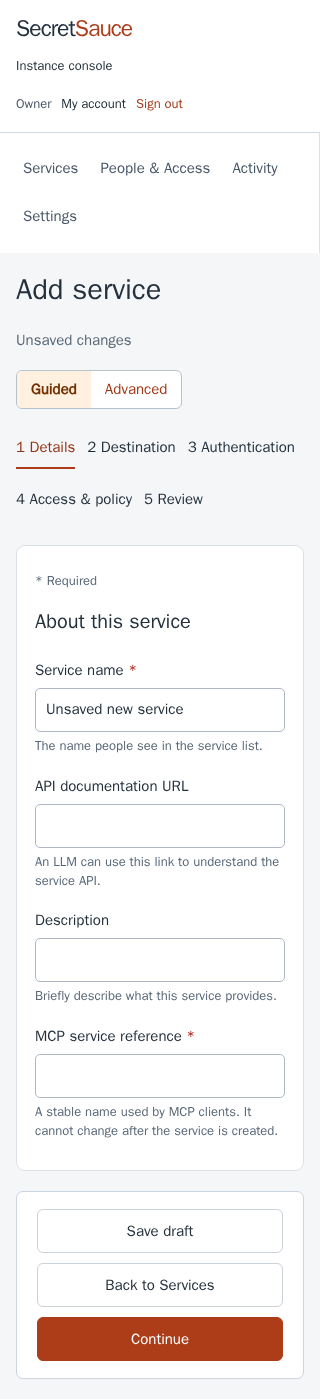 SecretSauce
Instance console
Owner My account Sign out
Services People & Access Activity
Settings
Add service
Unsaved changes
Guided Advanced
1 Details 2 Destination 3 Authentication
4 Access & policy 5 Review
* Required
About this service
Service name *
Unsaved new service
The name people see in the service list.
API documentation URL
An LLM can use this link to understand the
service API.
Description
Briefly describe what this service provides.
MCP service reference *
A stable name used by MCP clients. It
cannot change after the service is created.
Save draft
Back to Services
Continue